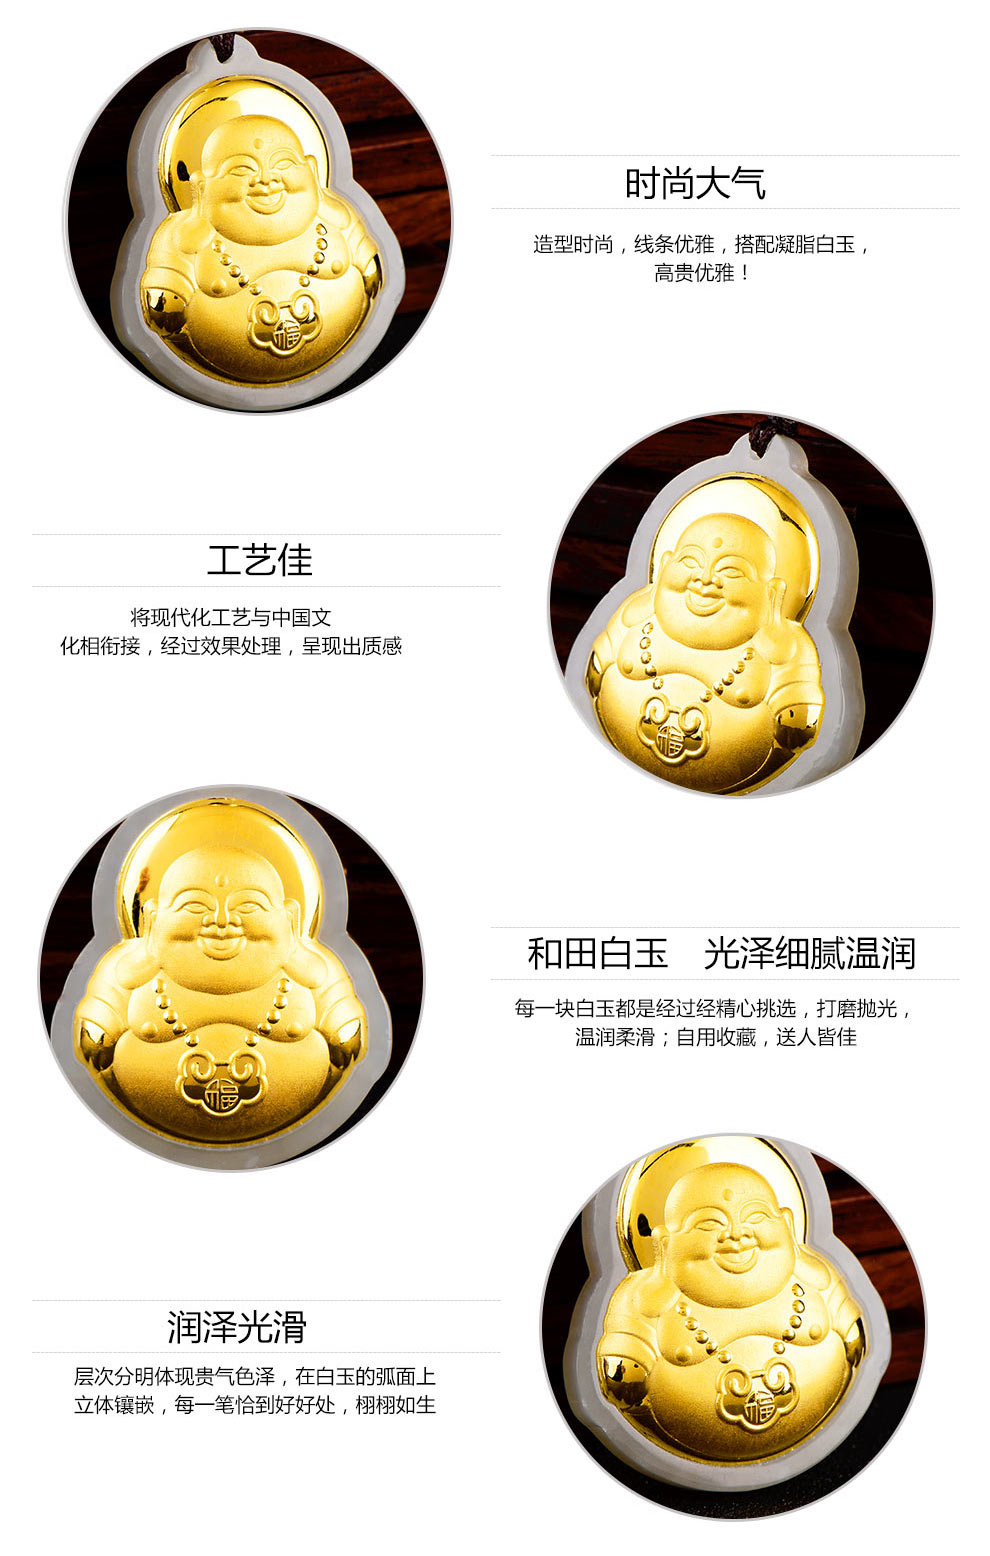 时尚大气
造型时尚，线条优雅，搭配凝脂白玉，
高贵优雅！
福
工艺佳
将现代化工艺与中国文
化相衔接，经过效果处理，呈现出质感
福
和田白玉　光泽细腻温润
每一块白玉都是经过经精心挑选，打磨抛光，
温润柔滑；自用收藏，送人皆佳
福
润泽光滑
层次分明体现贵气色泽，在白玉的弧面上
立体镶嵌，每一笔恰到好好处，栩栩如生
福